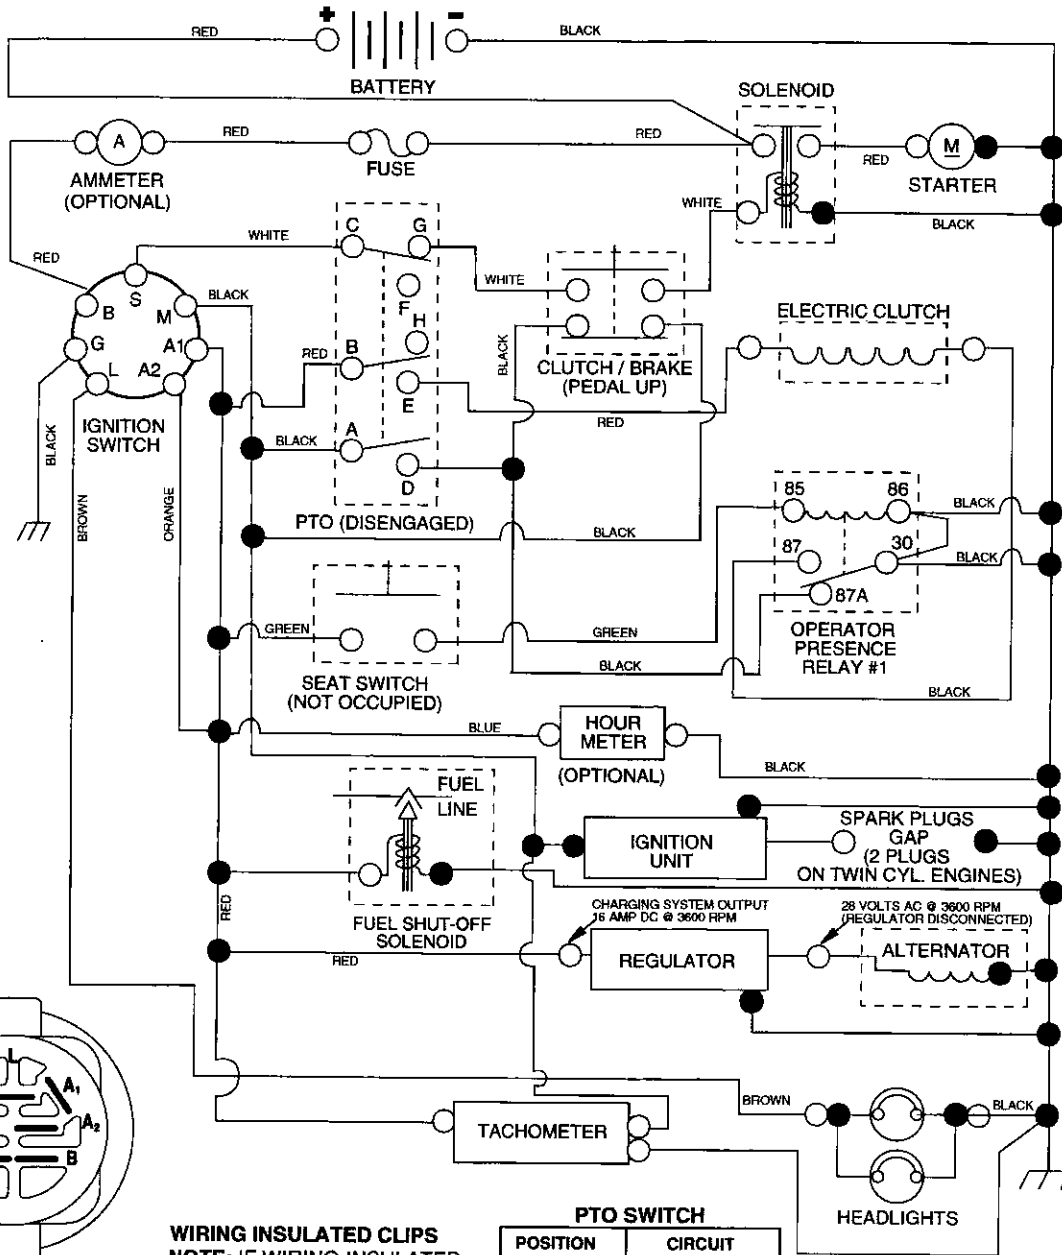 + -
RED
BLACK
BATTERY
SOLENOID
A
RED
FUSE
RED
RED
M
STARTER
AMMETER
(OPTIONAL)
WHITE
BLACK
RED
WHITE
C
G
WHITE
F
H
B
E
A
D
RED
BLACK
PTO (DISENGAGED)
S
B
M
G
A1
L
A2
BLACK
IGNITION
SWITCH
BLACK
BROWN
ORANGE
BLACK
CLUTCH / BRAKE
(PEDAL UP)
ELECTRIC CLUTCH
RED
85
86
BLACK
87
30
BLACK
87A
OPERATOR
PRESENCE
RELAY #1
BLACK
GREEN
GREEN
SEAT SWITCH
(NOT OCCUPIED)
BLACK
BLACK
BLUE
HOUR
METER
(OPTIONAL)
BLACK
FUEL
LINE
FUEL SHUT-OFF
SOLENOID
RED
IGNITION
UNIT
SPARK PLUGS
GAP
(2 PLUGS
ON TWIN CYL. ENGINES)
CHARGING SYSTEM OUTPUT
16 AMP DC @ 3600 RPM
28 VOLTS AC @ 3600 RPM
(REGULATOR DISCONNECTED)
RED
REGULATOR
ALTERNATOR
L
A1
A2
B
TACHOMETER
BROWN
BLACK
HEADLIGHTS
WIRING INSULATED CLIPS
NOTE: IF WIRING INSULATED
PTO SWITCH
POSITION CIRCUIT